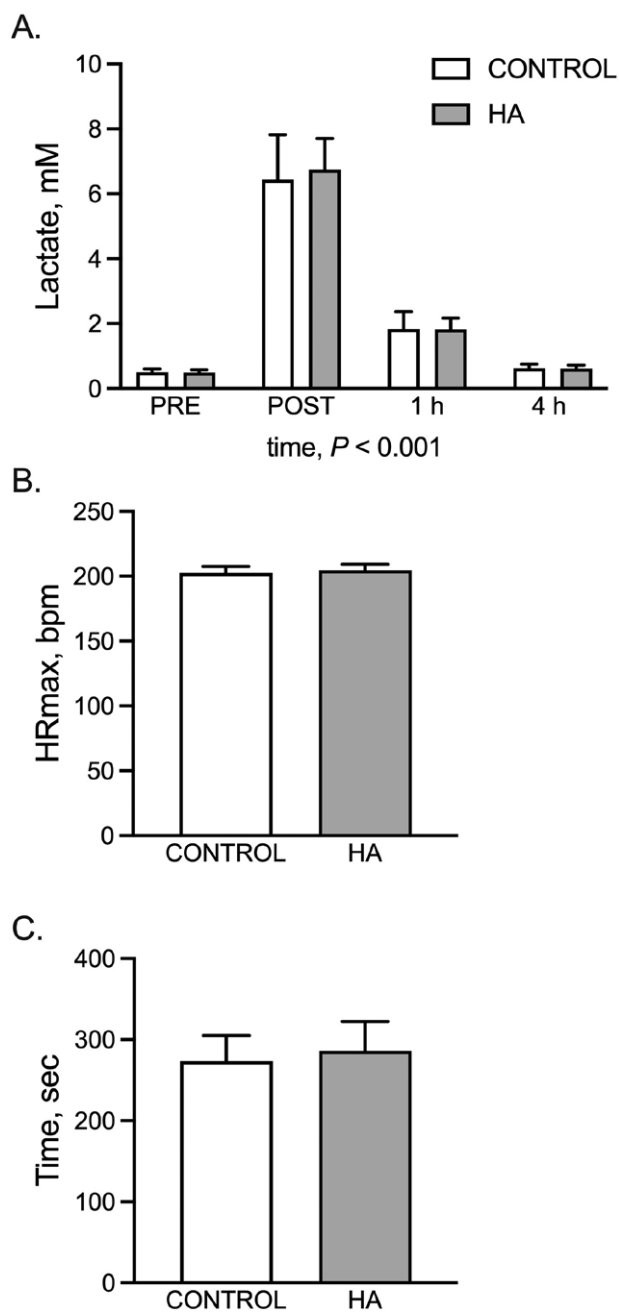 A.
CONTROL
HA
Lactate, mM
10
8
6
4
2
0
PRE POST 1 h 4 h
time, P < 0.001
B.
HRmax, bpm
250
200
150
100
50
0
CONTROL HA
C.
Time, sec
400
300
200
100
0
CONTROL HA